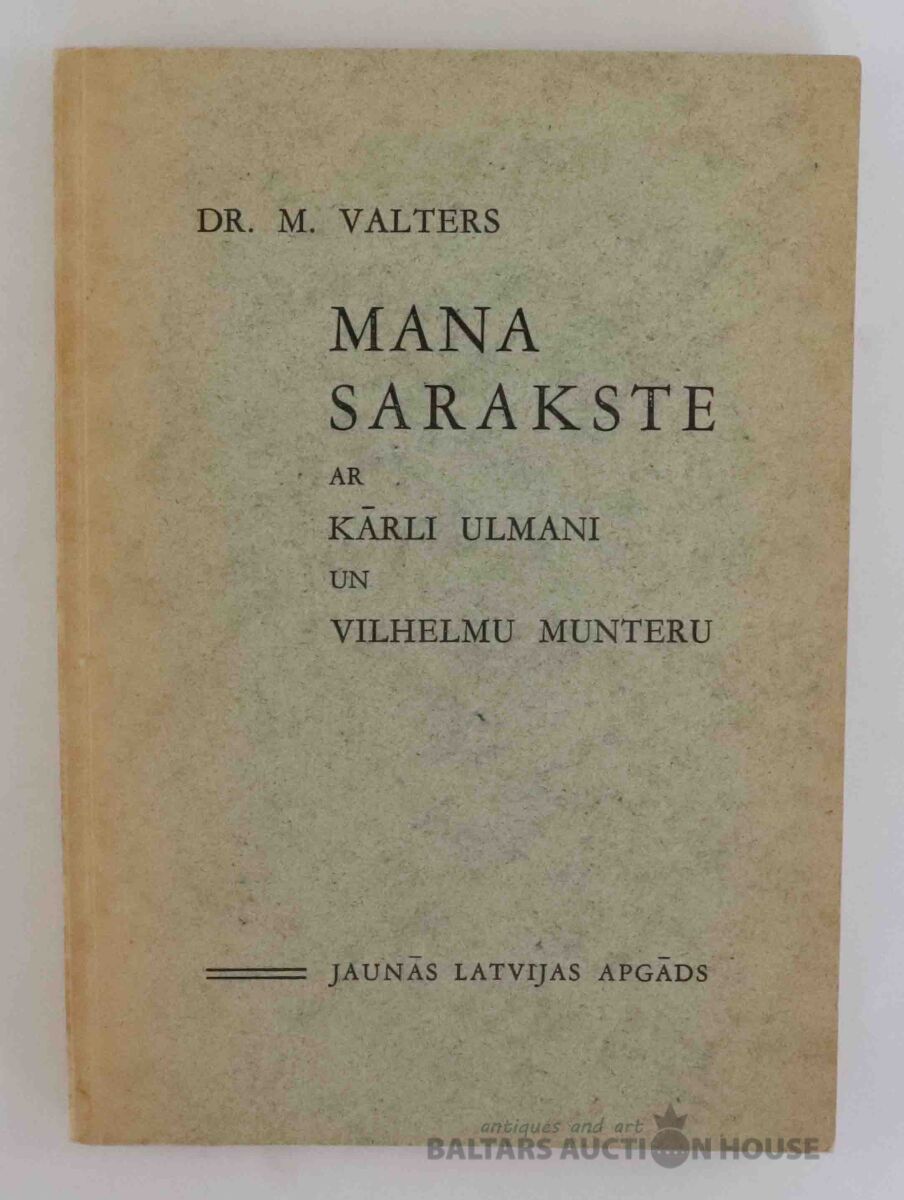 DR. M. VALTERS
MANA
SARAKSTE
AR
KĀRLI ULMANI
UN
VILHELMU MUNTERU
JAUNĀS LATVIJAS APGĀDS
antiques and art
BALTARS AUCTION HOUSE